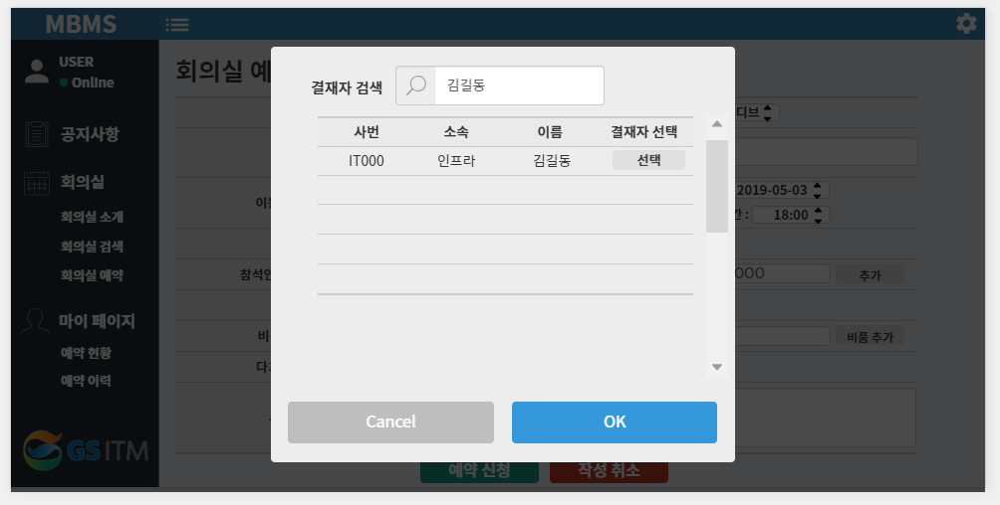 MBMS
USER
Online
공지사항
회의실
회의실 소개
회의실 검색
회의실 예약
마이 페이지
예약 현황
예약 이력
GS ITM
회의실 예
결재자 검색
김길동
사번 소속 이름 결재자 선택
IT000 인프라 김길동 선택
Cancel
OK
디브
2019-05-03
간 : 18:00
참석인
OOO
추가
비품 추가
예약 신청
작성 취소